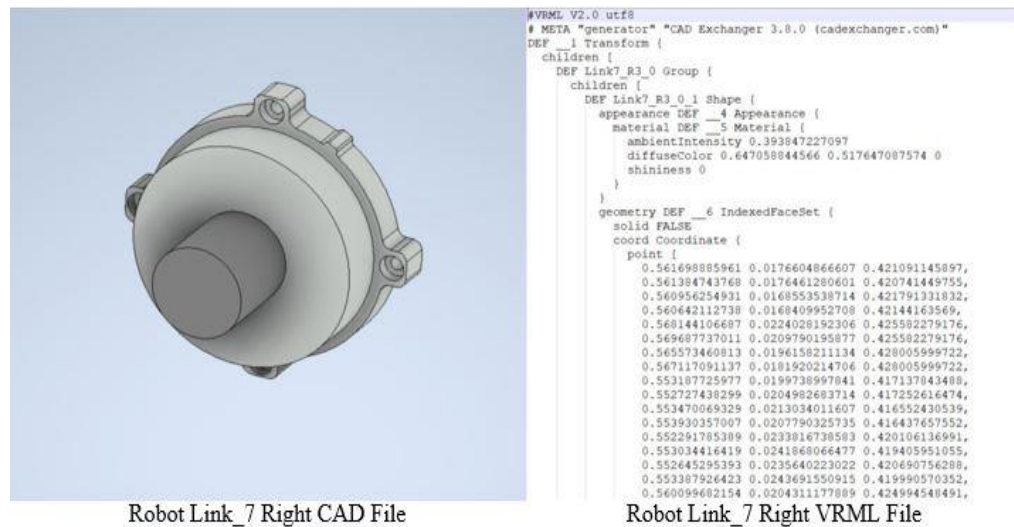 #VRML V2.0 utf8
# META "generator" "CAD Exchanger 3.8.0 (cadexchanger.com)"
DEF __1 Transform {
children [
DEF Link7_R3_0 Group {
children [
DEF Link7_R3_0_1 Shape {
appearance DEF __4 Appearance {
material DEF __5 Material {
ambientIntensity 0.393847227097
diffuseColor 0.647058844566 0.517647087574 0
shininess 0
}
}
geometry DEF __6 IndexedFaceSet {
solid FALSE
coord Coordinate {
point [
0.561698885961 0.0176604866607 0.421091145897,
0.561384743768 0.0176461280601 0.420741449755,
0.560956254931 0.0168553538714 0.421791331832,
0.560642112738 0.0168409952708 0.42144163569,
0.568144106687 0.0224028192306 0.425582279176,
0.569687737011 0.0209790195877 0.425582279176,
0.565573460813 0.0196158211134 0.428005999722,
0.567117091137 0.0181920214706 0.428005999722,
0.553187725977 0.0199738997841 0.417137843488,
0.552727438299 0.0204982683714 0.417252616474,
0.553470069329 0.0213034011607 0.416552430539,
0.553930357007 0.0207790325735 0.416437657552,
0.552291785389 0.0233816738583 0.420106136991,
0.553034416419 0.0241868066477 0.419405951055,
0.552645295393 0.0235640223022 0.420690756288,
0.553387926423 0.0243691550915 0.419990570352,
0.560099682154 0.0204311177889 0.424994548491,
Robot Link_7 Right CAD File
Robot Link_7 Right VRML File